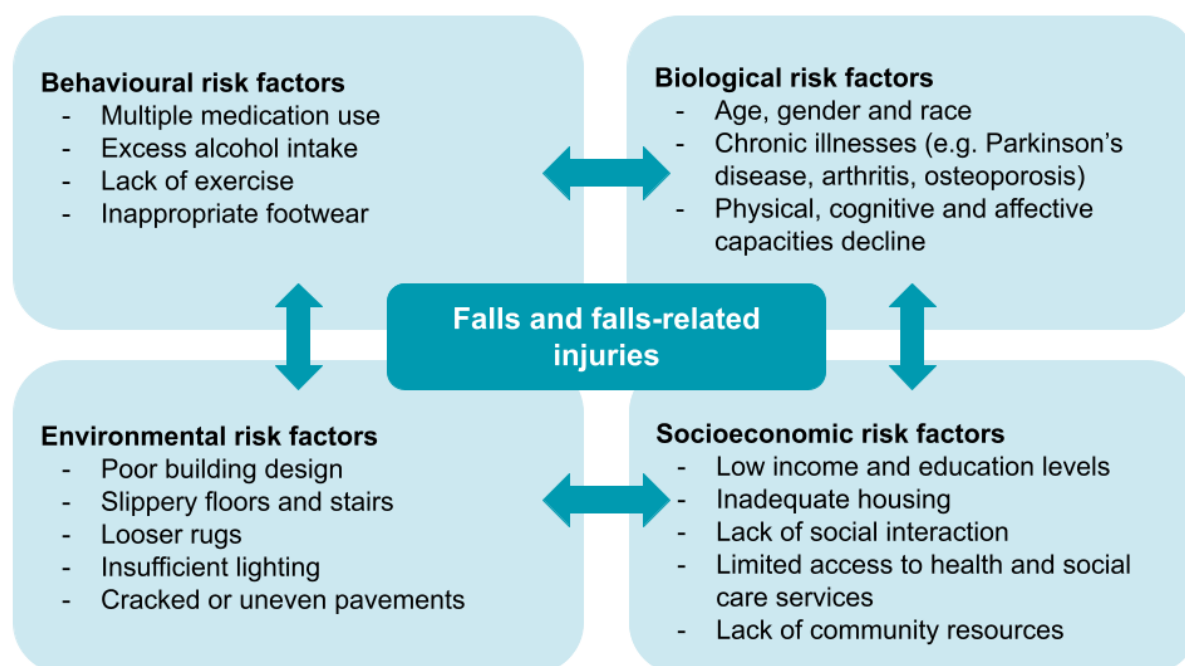 Behavioural risk factors
- Multiple medication use
- Excess alcohol intake
- Lack of exercise
- Inappropriate footwear
Biological risk factors
- Age, gender and race
- Chronic illnesses (e.g. Parkinson's
disease, arthritis, osteoporosis)
- Physical, cognitive and affective
capacities decline
Falls and falls-related
injuries
Environmental risk factors
- Poor building design
- Slippery floors and stairs
- Looser rugs
- Insufficient lighting
- Cracked or uneven pavements
Socioeconomic risk factors
- Low income and education levels
- Inadequate housing
- Lack of social interaction
- Limited access to health and social
care services
- Lack of community resources